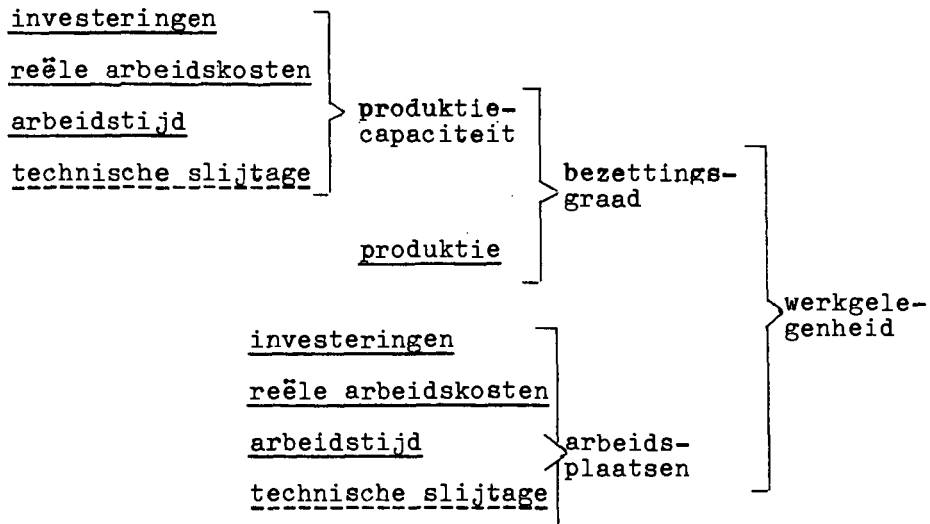 investeringen
reële arbeidskosten
arbeidstijd
technische slijtage
produktie-
capaciteit
produktie
bezettings-
graad
investeringen
reële arbeidskosten
arbeidstijd
technische slijtage
arbeids-
plaatsen
werkgele-
genheid